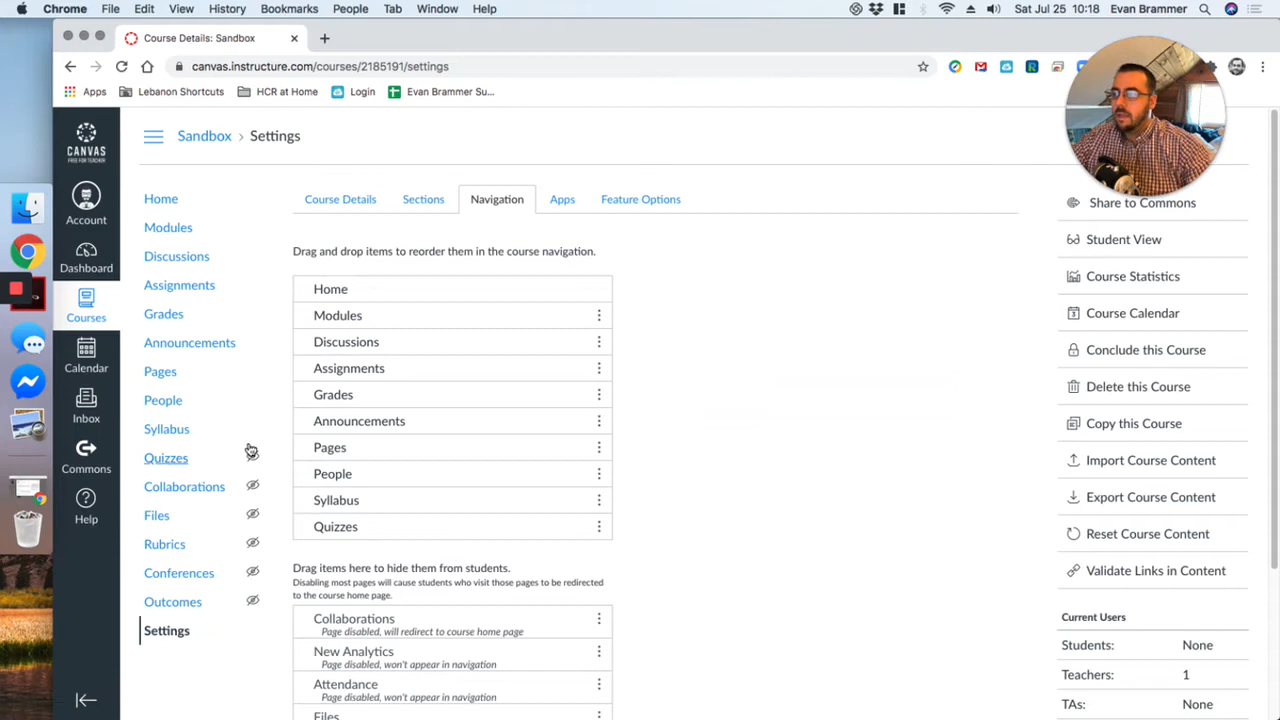 Chrome File Edit View History Bookmarks People Tab Window Help Sat Jul 25 10:18 Evan Brammer
Course Details: Sandbox
canvas.instructure.com/courses/2185191/settings
Apps Lebanon Shortcuts HCR at Home Login Evan Brammer Su...
CANVAS
FREE FOR TEACHER
Account
Dashboard
Courses
Calendar
Inbox
Commons
Help
Sandbox › Settings
Home
Modules
Discussions
Assignments
Grades
Announcements
Pages
People
Syllabus
Quizzes
Collaborations
Files
Rubrics
Conferences
Outcomes
Settings
Course Details Sections Navigation Apps Feature Options
Drag and drop items to reorder them in the course navigation.
Home
Modules
Discussions
Assignments
Grades
Announcements
Pages
People
Syllabus
Quizzes
Drag items here to hide them from students.
Disabling most pages will cause students who visit those pages to be redirected
to the course home page.
Collaborations
Page disabled, will redirect to course home page
New Analytics
Page disabled, won't appear in navigation
Attendance
Page disabled, won't appear in navigation
Files
Share to Commons
Student View
Course Statistics
Course Calendar
Conclude this Course
Delete this Course
Copy this Course
Import Course Content
Export Course Content
Reset Course Content
Validate Links in Content
Current Users
Students: None
Teachers: 1
TAs: None